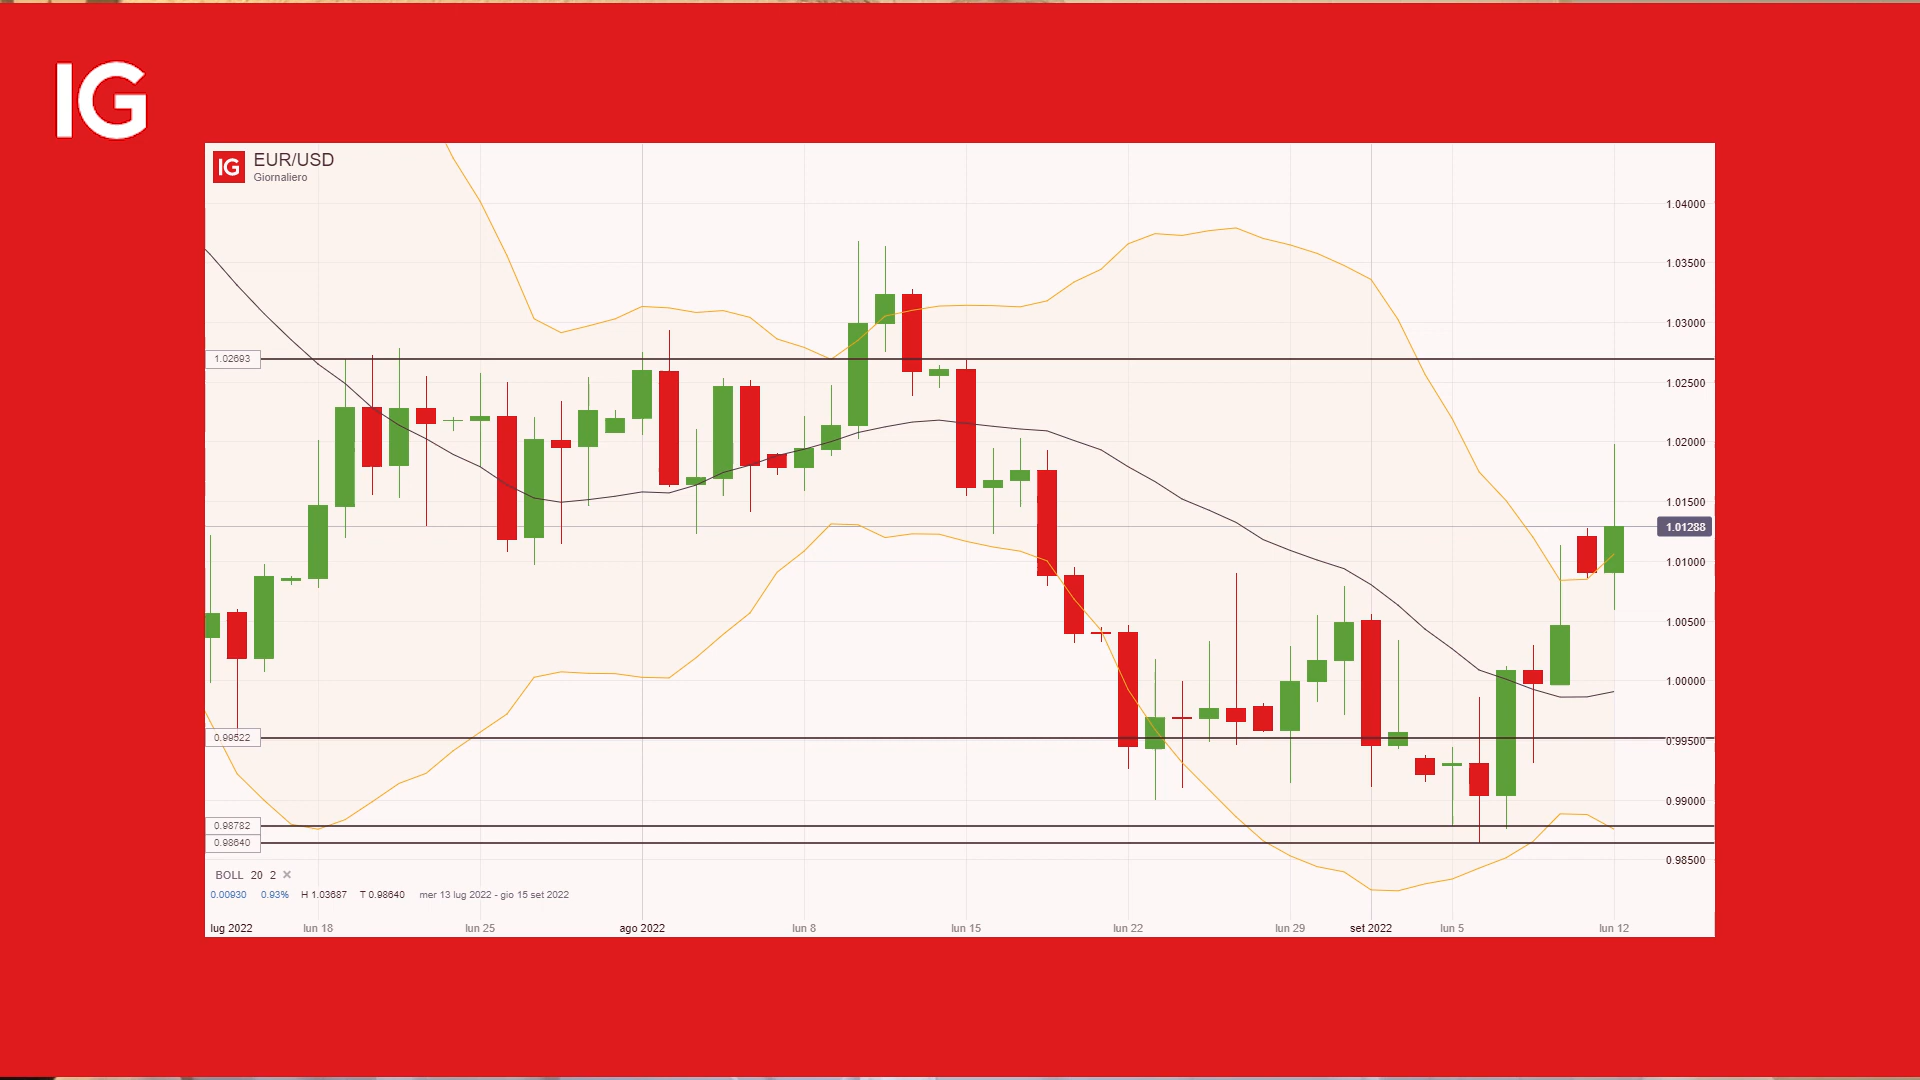 IG
IG EUR/USD
Giornaliero
1.04000
1.03500
1.03000
1.02693
1.02500
1.02000
1.01500
1.01288
1.01000
1.00500
1.00000
0.99522
0.99500
0.99000
0.98782
0.98640
0.98500
BOLL 20 2 ✕
0.00930 0.93% H 1.03687 T 0.98640 mer 13 lug 2022 - gio 15 set 2022
lug 2022 lun 18 lun 25 ago 2022 lun 8 lun 15 lun 22 lun 29 set 2022 lun 5 lun 12